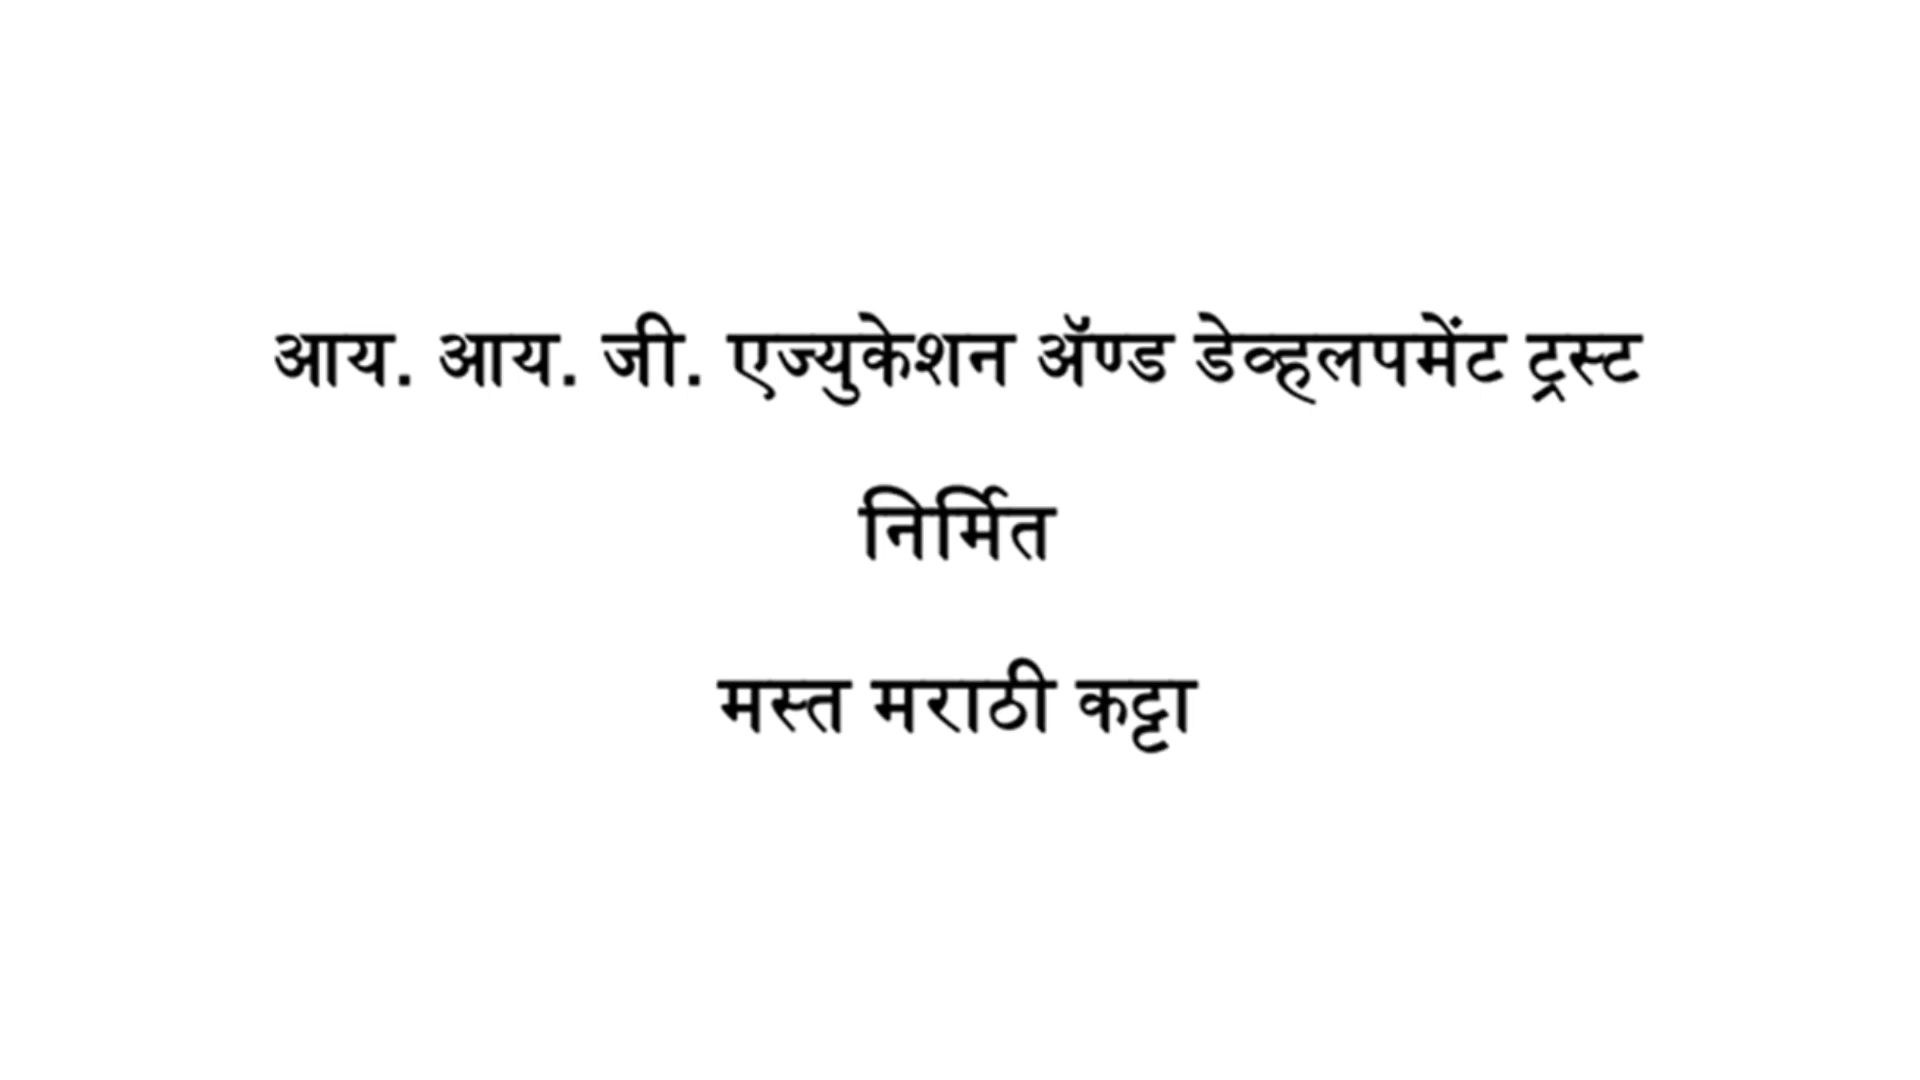 आय. आय. जी. एज्युकेशन ॲण्ड डेव्हलपमेंट ट्रस्ट
निर्मित
मस्त मराठी कट्टा